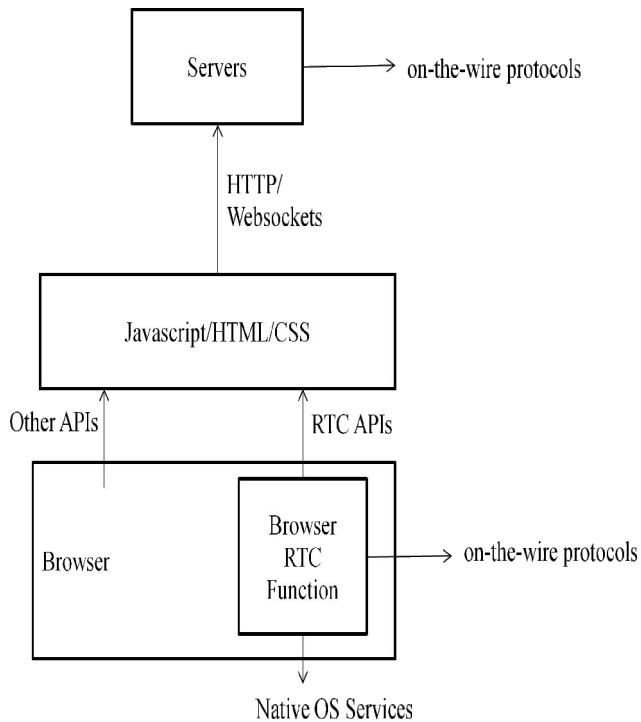 Servers
on-the-wire protocols
HTTP/
Websockets
Javascript/HTML/CSS
Other APIs
RTC APIs
Browser
Browser
RTC
Function
on-the-wire protocols
Native OS Services